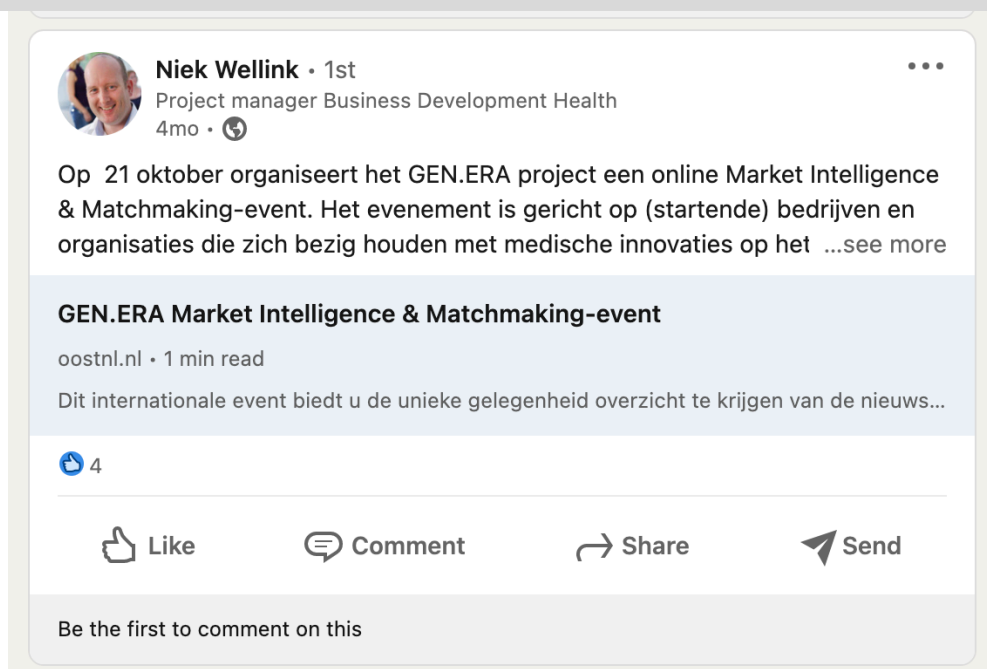 Niek Wellink • 1st
Project manager Business Development Health
4mo •
Op 21 oktober organiseert het GEN.ERA project een online Market Intelligence
& Matchmaking-event. Het evenement is gericht op (startende) bedrijven en
organisaties die zich bezig houden met medische innovaties op het ...see more
GEN.ERA Market Intelligence & Matchmaking-event
oostnl.nl • 1 min read
Dit internationale event biedt u de unieke gelegenheid overzicht te krijgen van de nieuws...
4
Like Comment Share Send
Be the first to comment on this